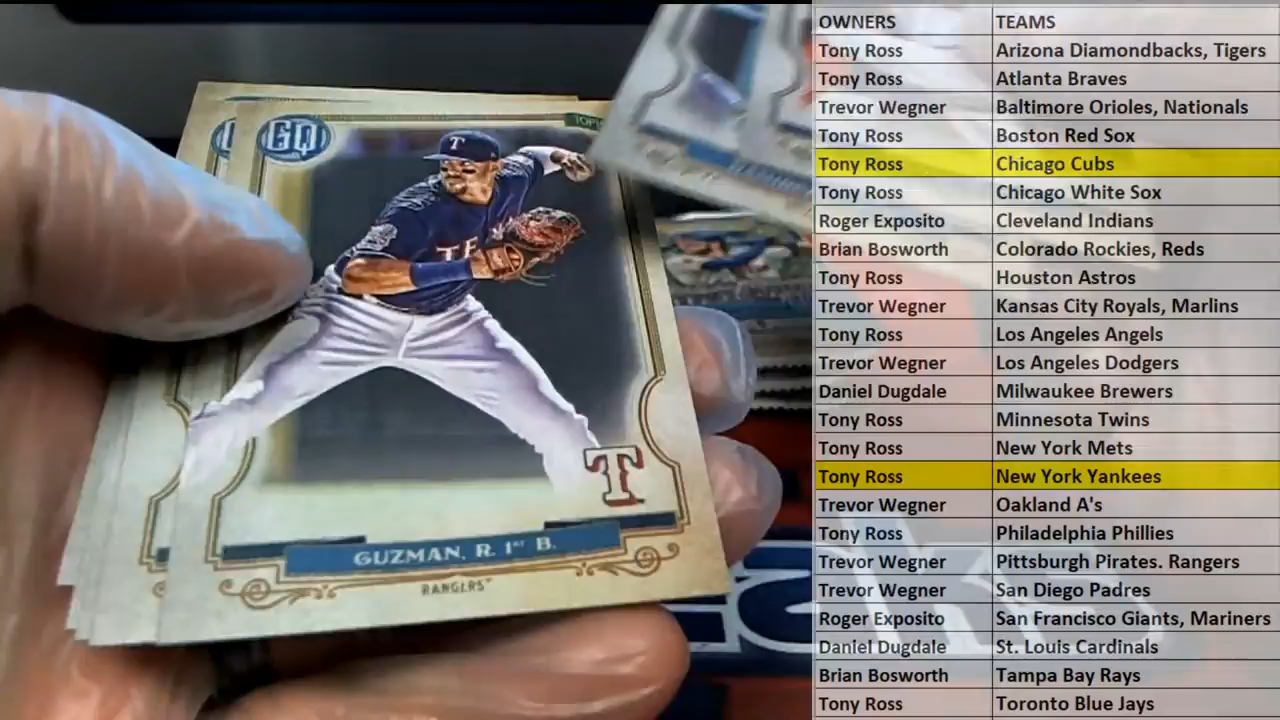 GQ
TOPPS
T
TE
T
GUZMAN, R. 1ST B.
RANGERS
OWNERS TEAMS
Tony Ross Arizona Diamondbacks, Tigers
Tony Ross Atlanta Braves
Trevor Wegner Baltimore Orioles, Nationals
Tony Ross Boston Red Sox
Tony Ross Chicago Cubs
Tony Ross Chicago White Sox
Roger Exposito Cleveland Indians
Brian Bosworth Colorado Rockies, Reds
Tony Ross Houston Astros
Trevor Wegner Kansas City Royals, Marlins
Tony Ross Los Angeles Angels
Trevor Wegner Los Angeles Dodgers
Daniel Dugdale Milwaukee Brewers
Tony Ross Minnesota Twins
Tony Ross New York Mets
Tony Ross New York Yankees
Trevor Wegner Oakland A's
Tony Ross Philadelphia Phillies
Trevor Wegner Pittsburgh Pirates. Rangers
Trevor Wegner San Diego Padres
Roger Exposito San Francisco Giants, Mariners
Daniel Dugdale St. Louis Cardinals
Brian Bosworth Tampa Bay Rays
Tony Ross Toronto Blue Jays